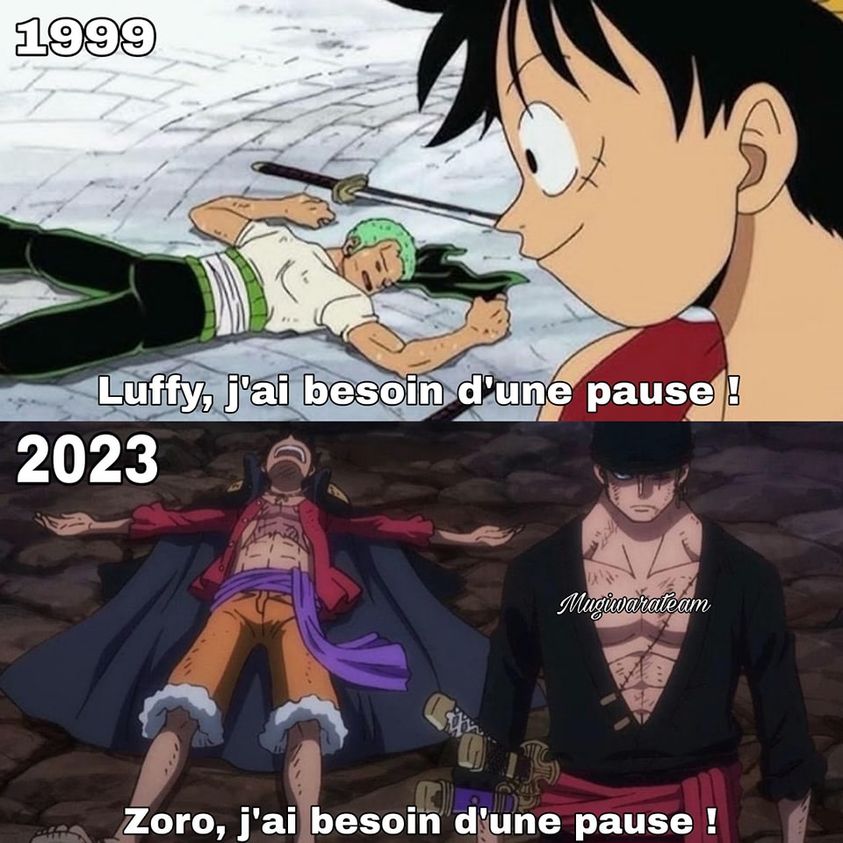 1999
Luffy, j'ai besoin d'une pause !
2023
Mugiwarateam
Zoro, j'ai besoin d'une pause !